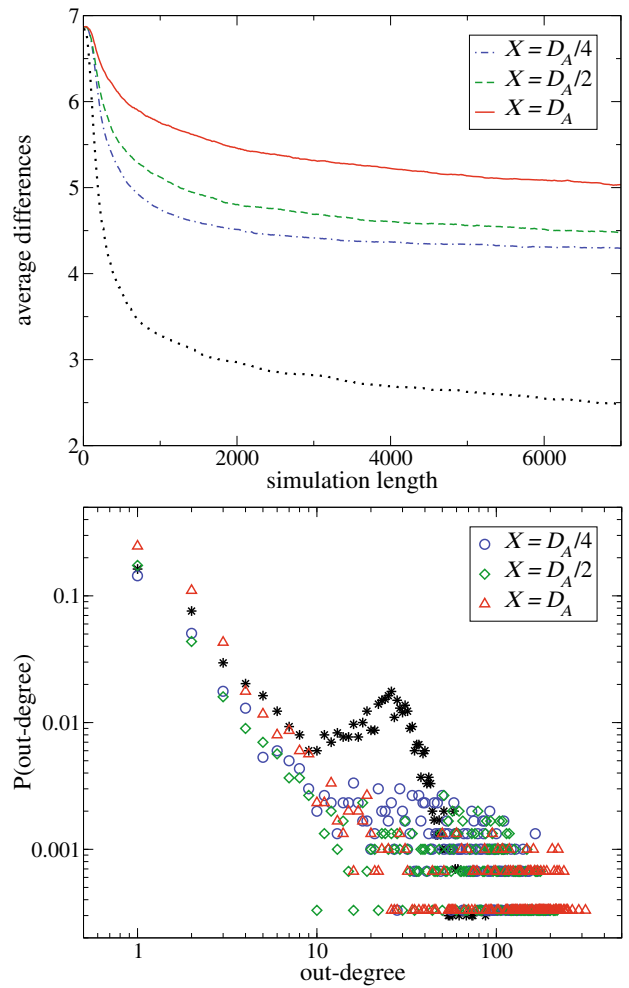 7
6
5
4
3
2
average differences
X = D_A/4
X = D_A/2
X = D_A
0
2000
4000
6000
simulation length
0.1
0.01
0.001
P(out-degree)
X = D_A/4
X = D_A/2
X = D_A
1
10
100
out-degree